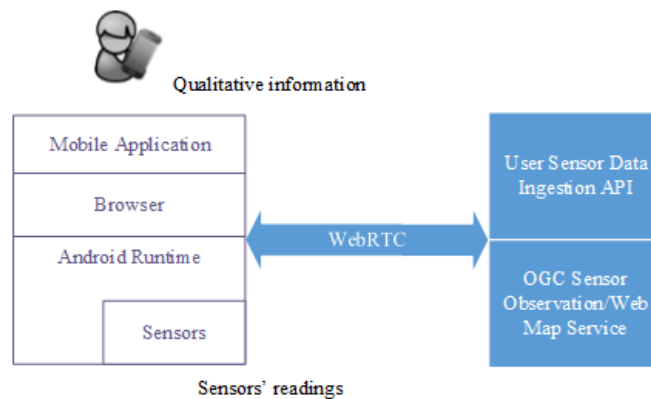 Qualitative information
Mobile Application
Browser
Android Runtime
Sensors
WebRTC
User Sensor Data
Ingestion API
OGC Sensor
Observation/Web
Map Service
Sensors' readings